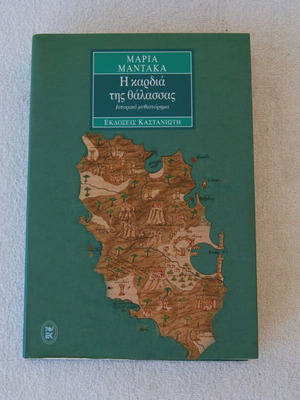 ΜΑΡΙΑ
ΜΑΝΤΑΚΑ
Η καρδιά
της θάλασσας
Ιστορικό μυθιστόρημα
ΕΚΔΟΣΕΙΣ ΚΑΣΤΑΝΙΩΤΗ